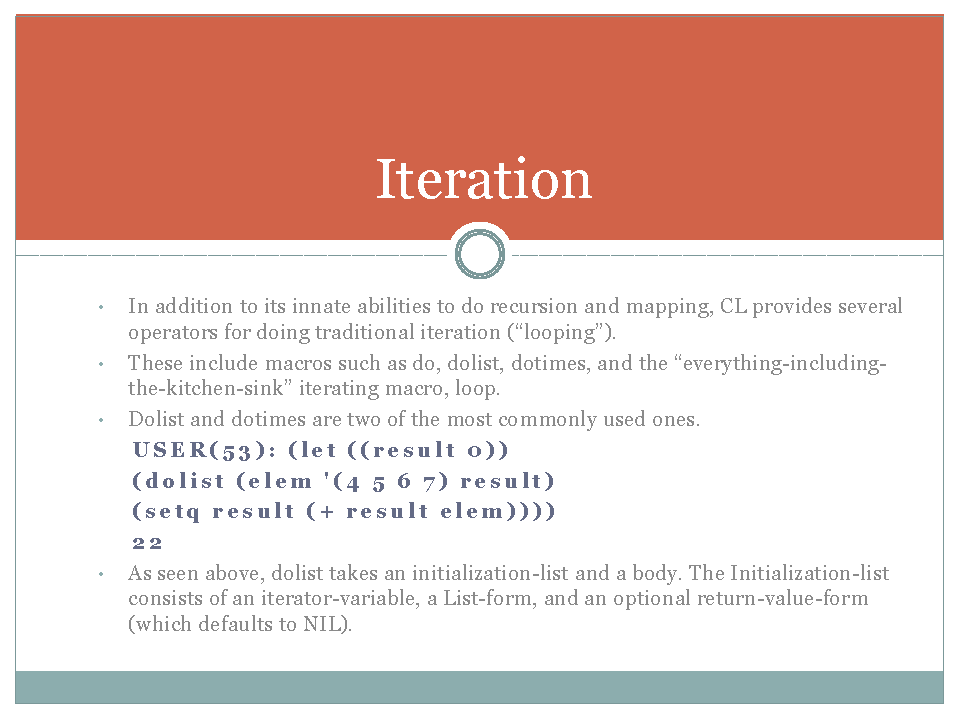 Iteration
• In addition to its innate abilities to do recursion and mapping, CL provides several
operators for doing traditional iteration (“looping”).
• These include macros such as do, dolist, dotimes, and the “everything-including-
the-kitchen-sink” iterating macro, loop.
• Dolist and dotimes are two of the most commonly used ones.
USER(53): (let ((result 0))
(dolist (elem '(4 5 6 7) result)
(setq result (+ result elem))))
22
• As seen above, dolist takes an initialization-list and a body. The Initialization-list
consists of an iterator-variable, a List-form, and an optional return-value-form
(which defaults to NIL).